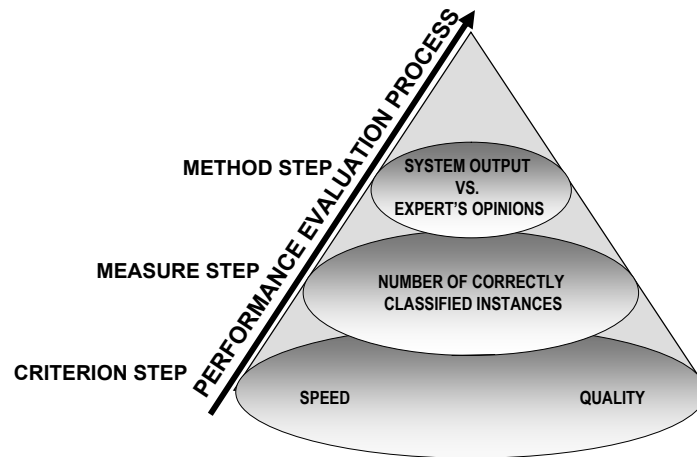 PERFORMANCE EVALUATION PROCESS
METHOD STEP
SYSTEM OUTPUT
VS.
EXPERT'S OPINIONS
MEASURE STEP
NUMBER OF CORRECTLY
CLASSIFIED INSTANCES
CRITERION STEP
SPEED
QUALITY